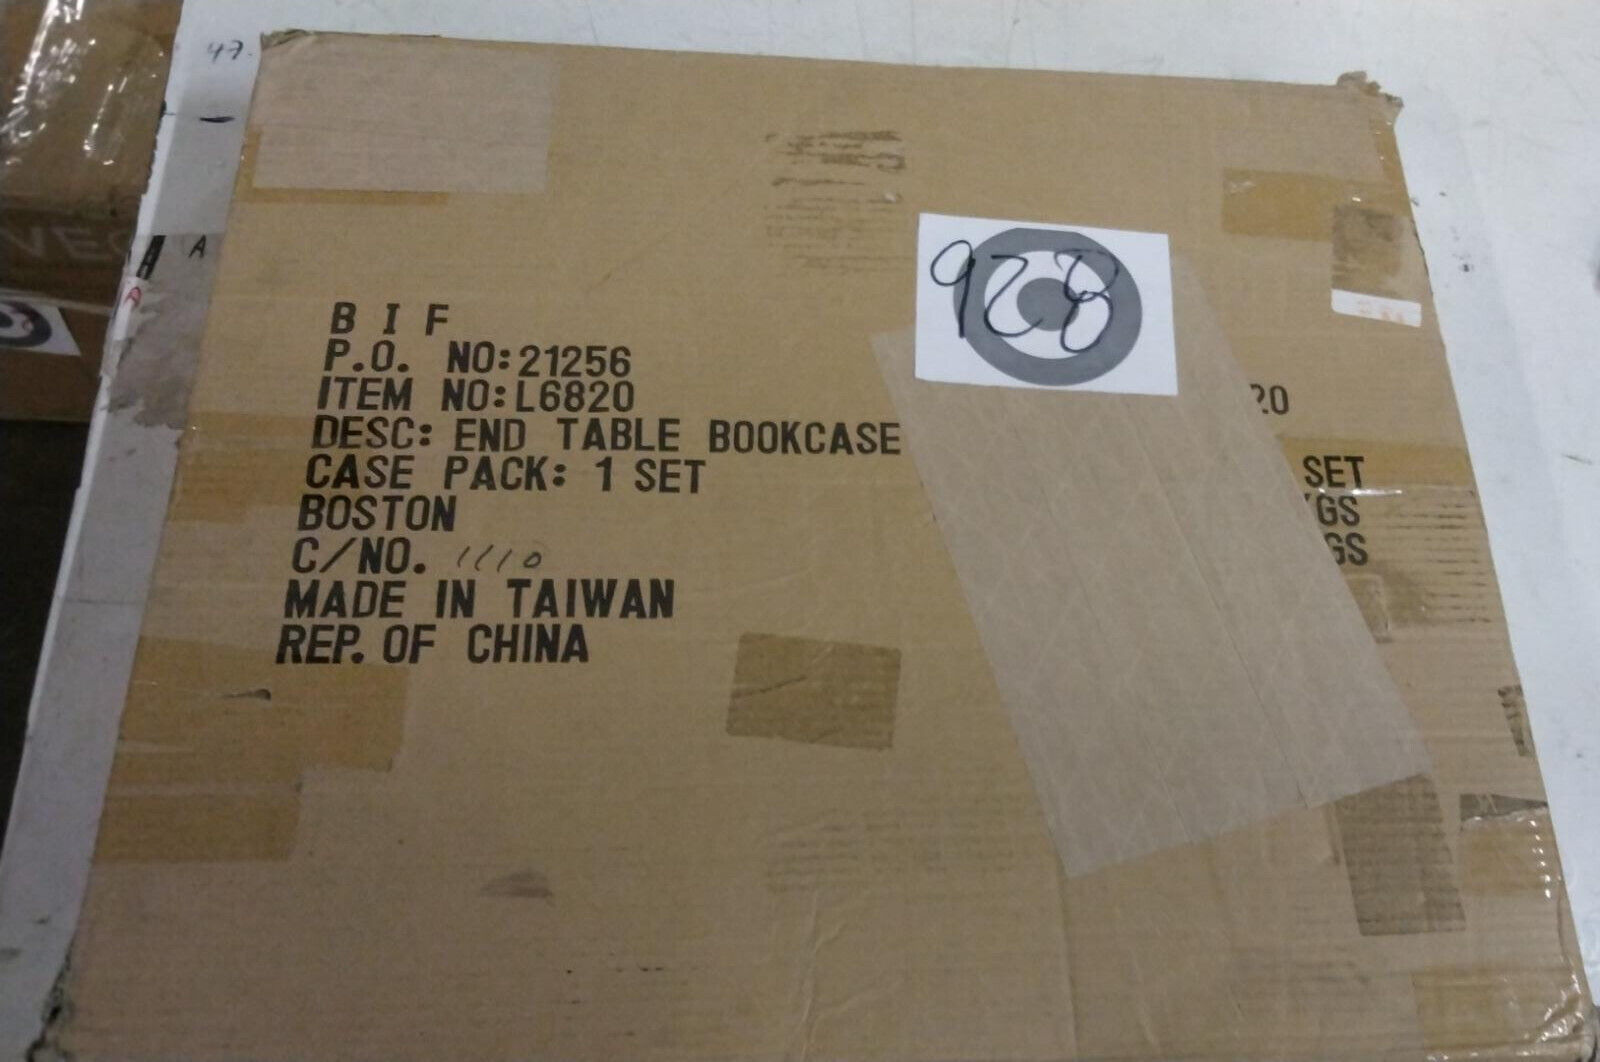 47.
A
A
928
B I F
P.O. NO:21256
ITEM NO:L6820
20
DESC: END TABLE BOOKCASE
CASE PACK: 1 SET
SET
BOSTON
GS
C/NO. 1110
GS
MADE IN TAIWAN
REP. OF CHINA